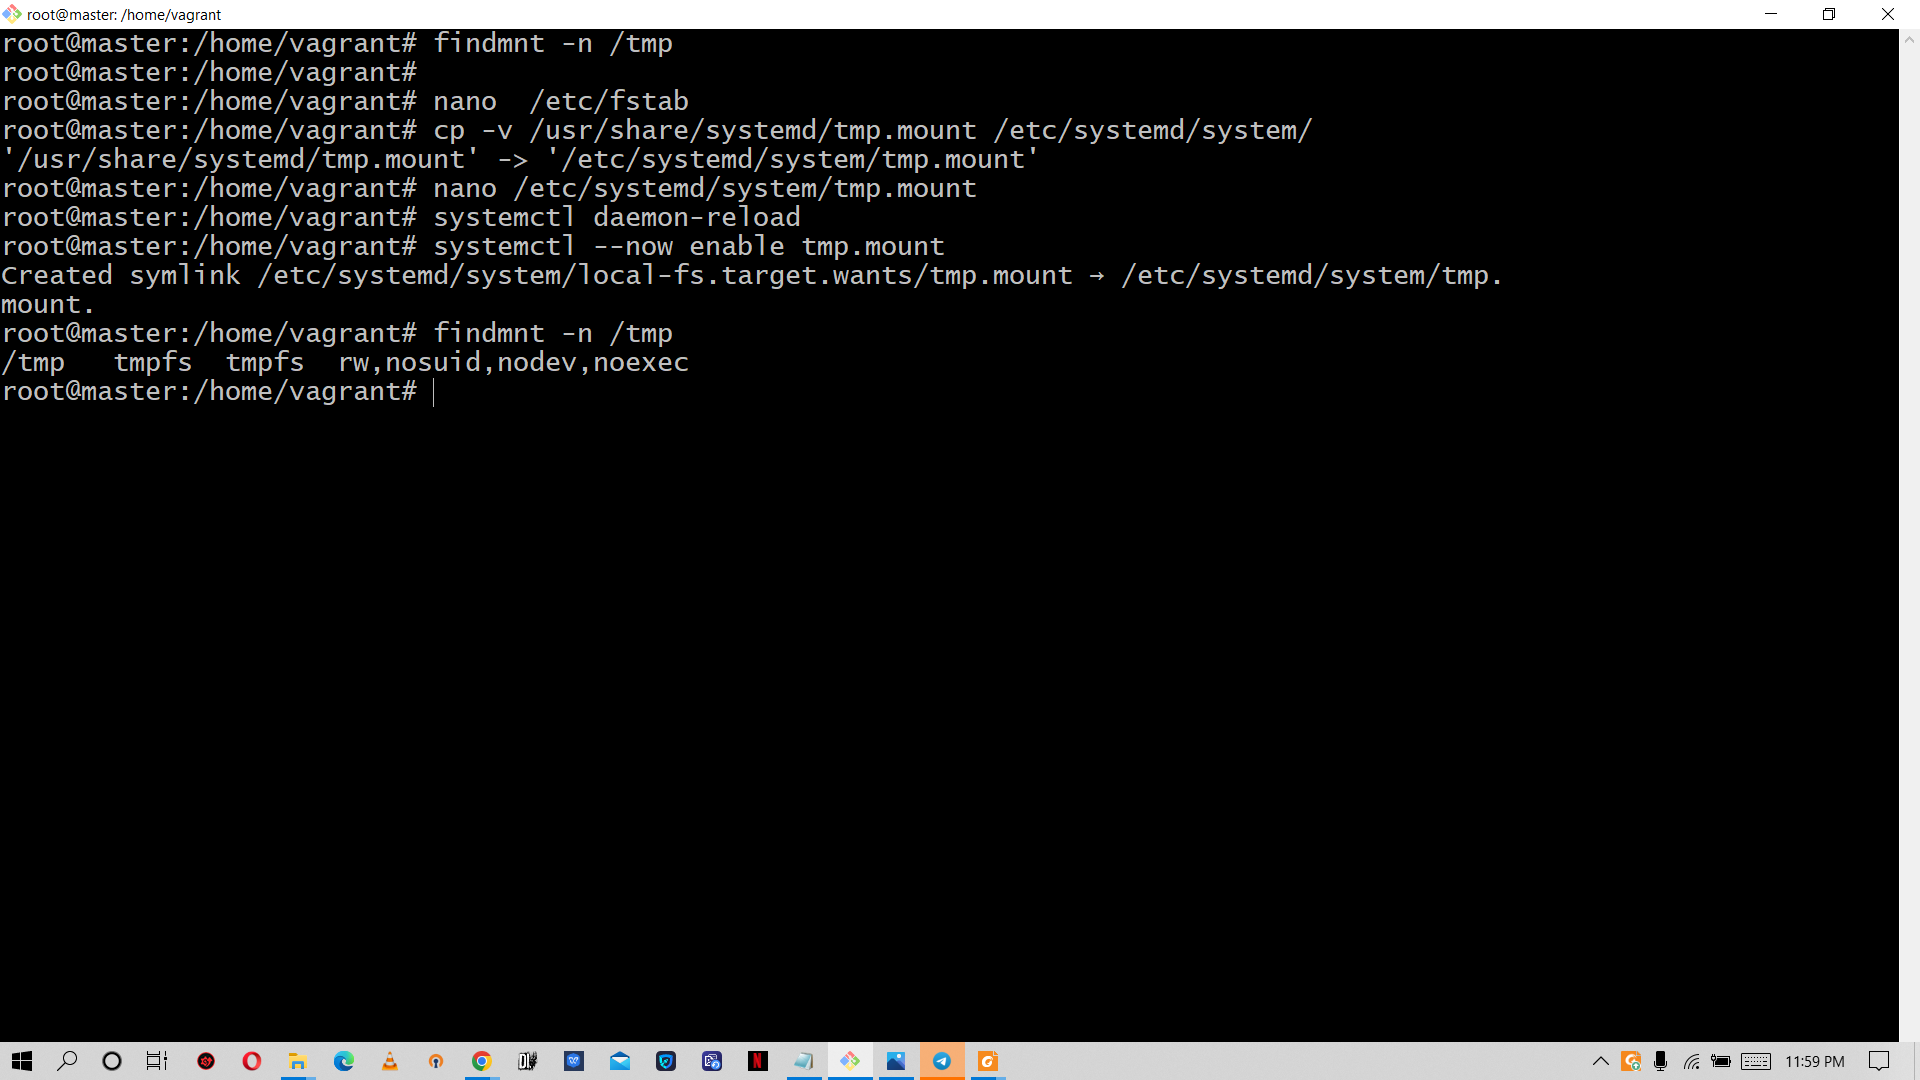 root@master: /home/vagrant
root@master:/home/vagrant# findmnt -n /tmp
root@master:/home/vagrant#
root@master:/home/vagrant# nano  /etc/fstab
root@master:/home/vagrant# cp -v /usr/share/systemd/tmp.mount /etc/systemd/system/
'/usr/share/systemd/tmp.mount' -> '/etc/systemd/system/tmp.mount'
root@master:/home/vagrant# nano /etc/systemd/system/tmp.mount
root@master:/home/vagrant# systemctl daemon-reload
root@master:/home/vagrant# systemctl --now enable tmp.mount
Created symlink /etc/systemd/system/local-fs.target.wants/tmp.mount → /etc/systemd/system/tmp.
mount.
root@master:/home/vagrant# findmnt -n /tmp
/tmp   tmpfs  tmpfs  rw,nosuid,nodev,noexec
root@master:/home/vagrant#
11:59 PM